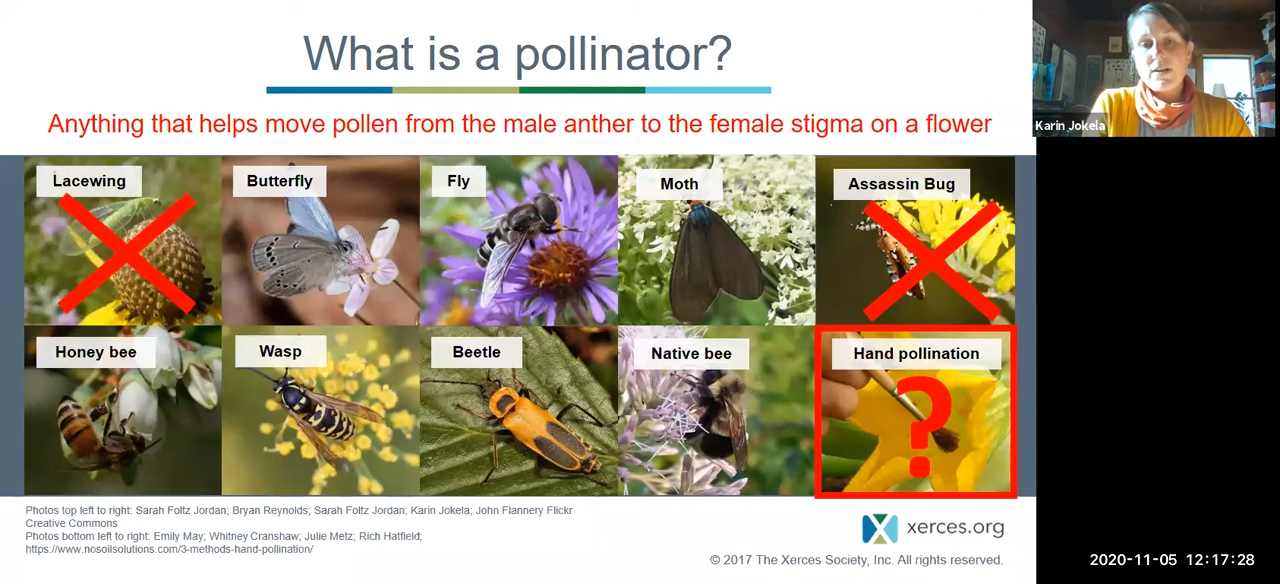 What is a pollinator?
Karin Jokela
Anything that helps move pollen from the male anther to the female stigma on a flower
Lacewing
Butterfly
Fly
Moth
Assassin Bug
Honey bee
Wasp
Beetle
Native bee
Hand pollination
?
Photos top left to right: Sarah Foltz Jordan; Bryan Reynolds; Sarah Foltz Jordan; Karin Jokela; John Flannery Flickr
Creative Commons
Photos bottom left to right: Emily May; Whitney Cranshaw; Julie Metz; Rich Hatfield;
https://www.nosoilsolutions.com/3-methods-hand-pollination/
xerces.org
© 2017 The Xerces Society, Inc. All rights reserved.
2020-11-05 12:17:28